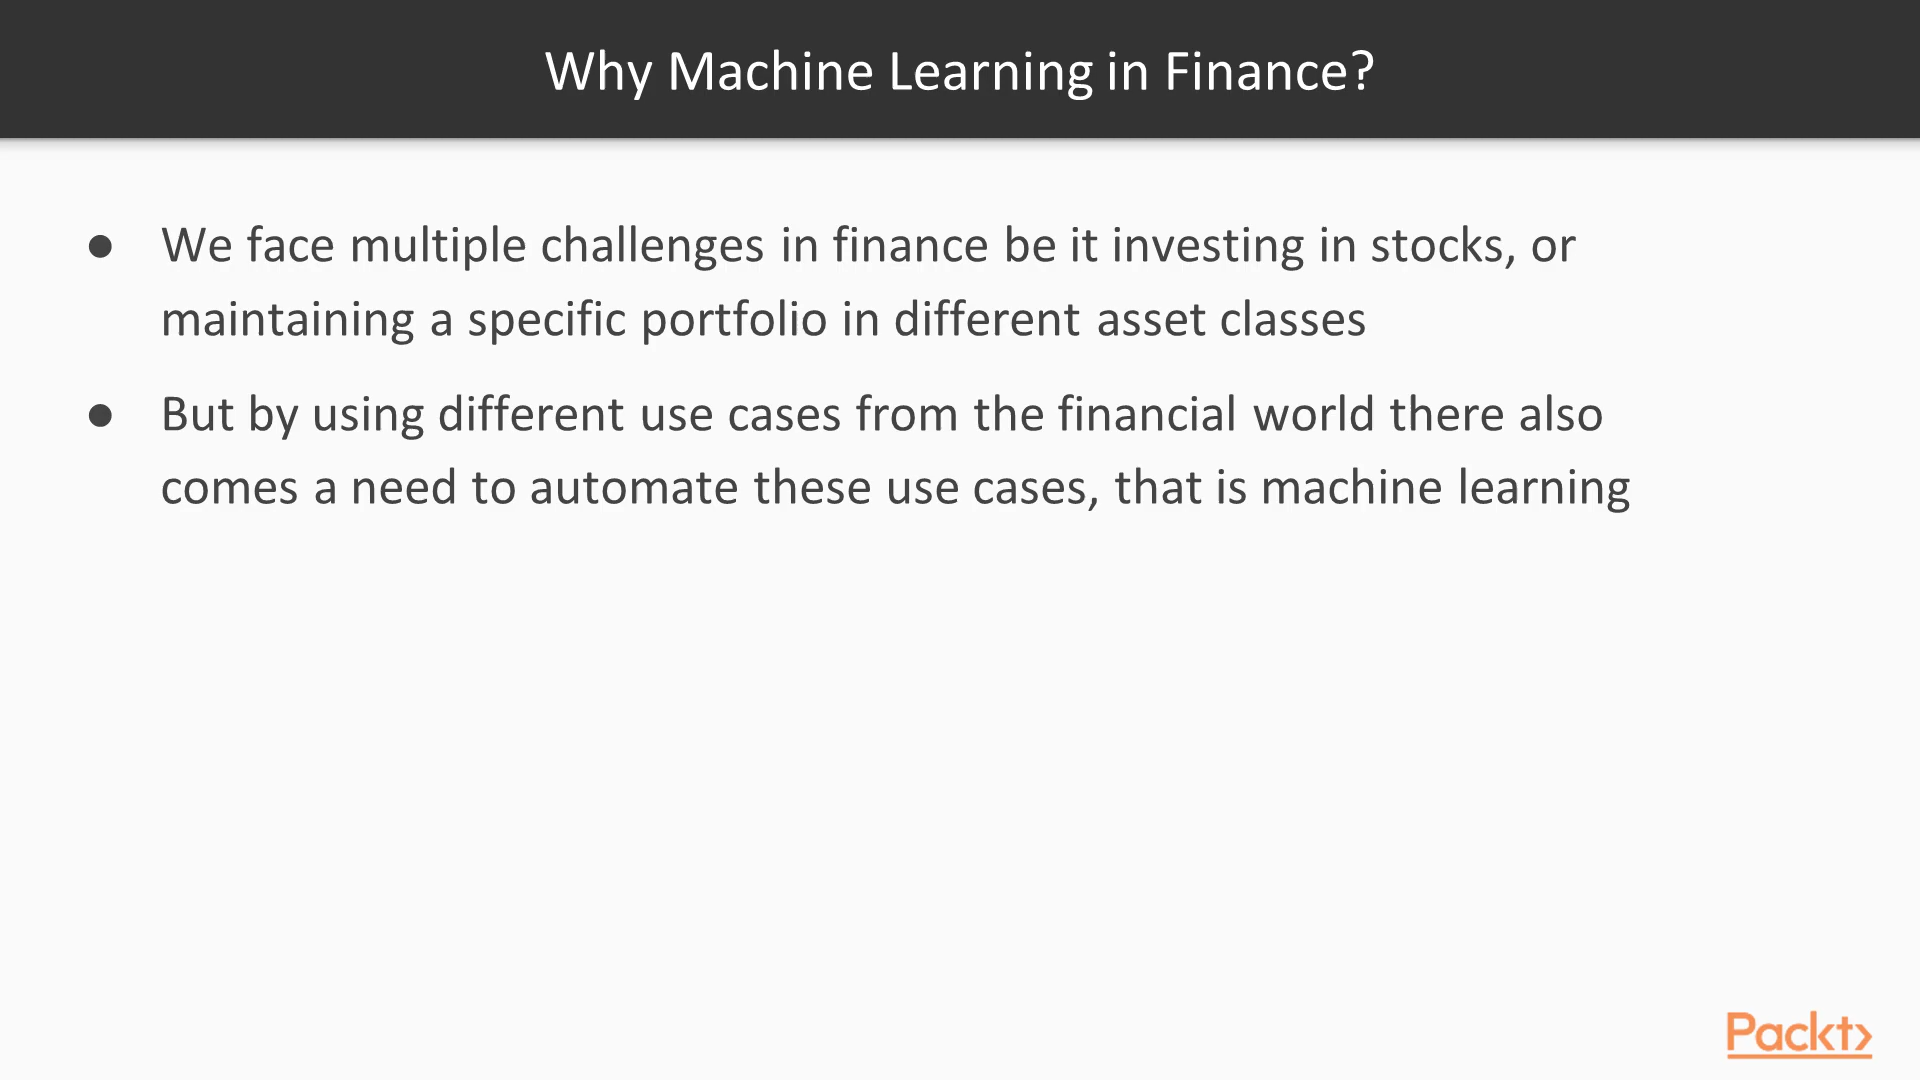 Why Machine Learning in Finance?
● We face multiple challenges in finance be it investing in stocks, or
maintaining a specific portfolio in different asset classes
● But by using different use cases from the financial world there also
comes a need to automate these use cases, that is machine learning
Packt>